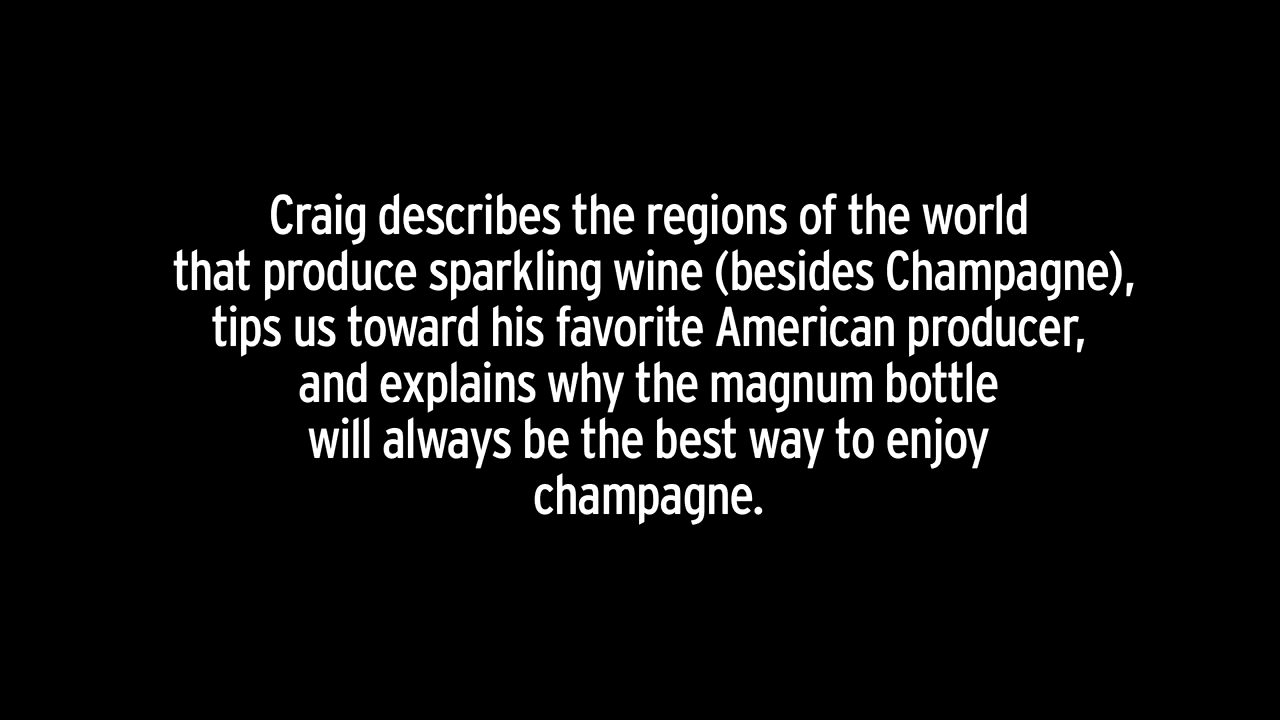 Craig describes the regions of the world
that produce sparkling wine (besides Champagne),
tips us toward his favorite American producer,
and explains why the magnum bottle
will always be the best way to enjoy
champagne.